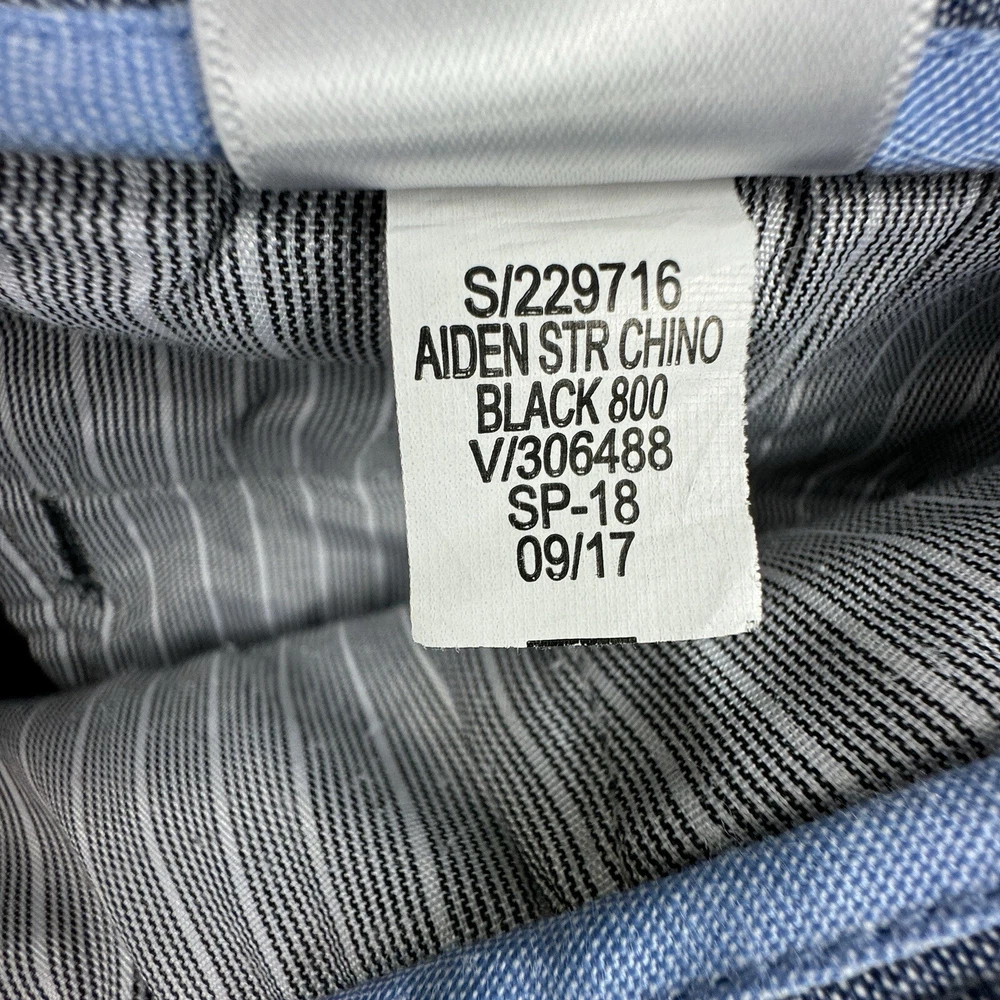 S/229716
AIDEN STR CHINO
BLACK 800
V/306488
SP-18
09/17